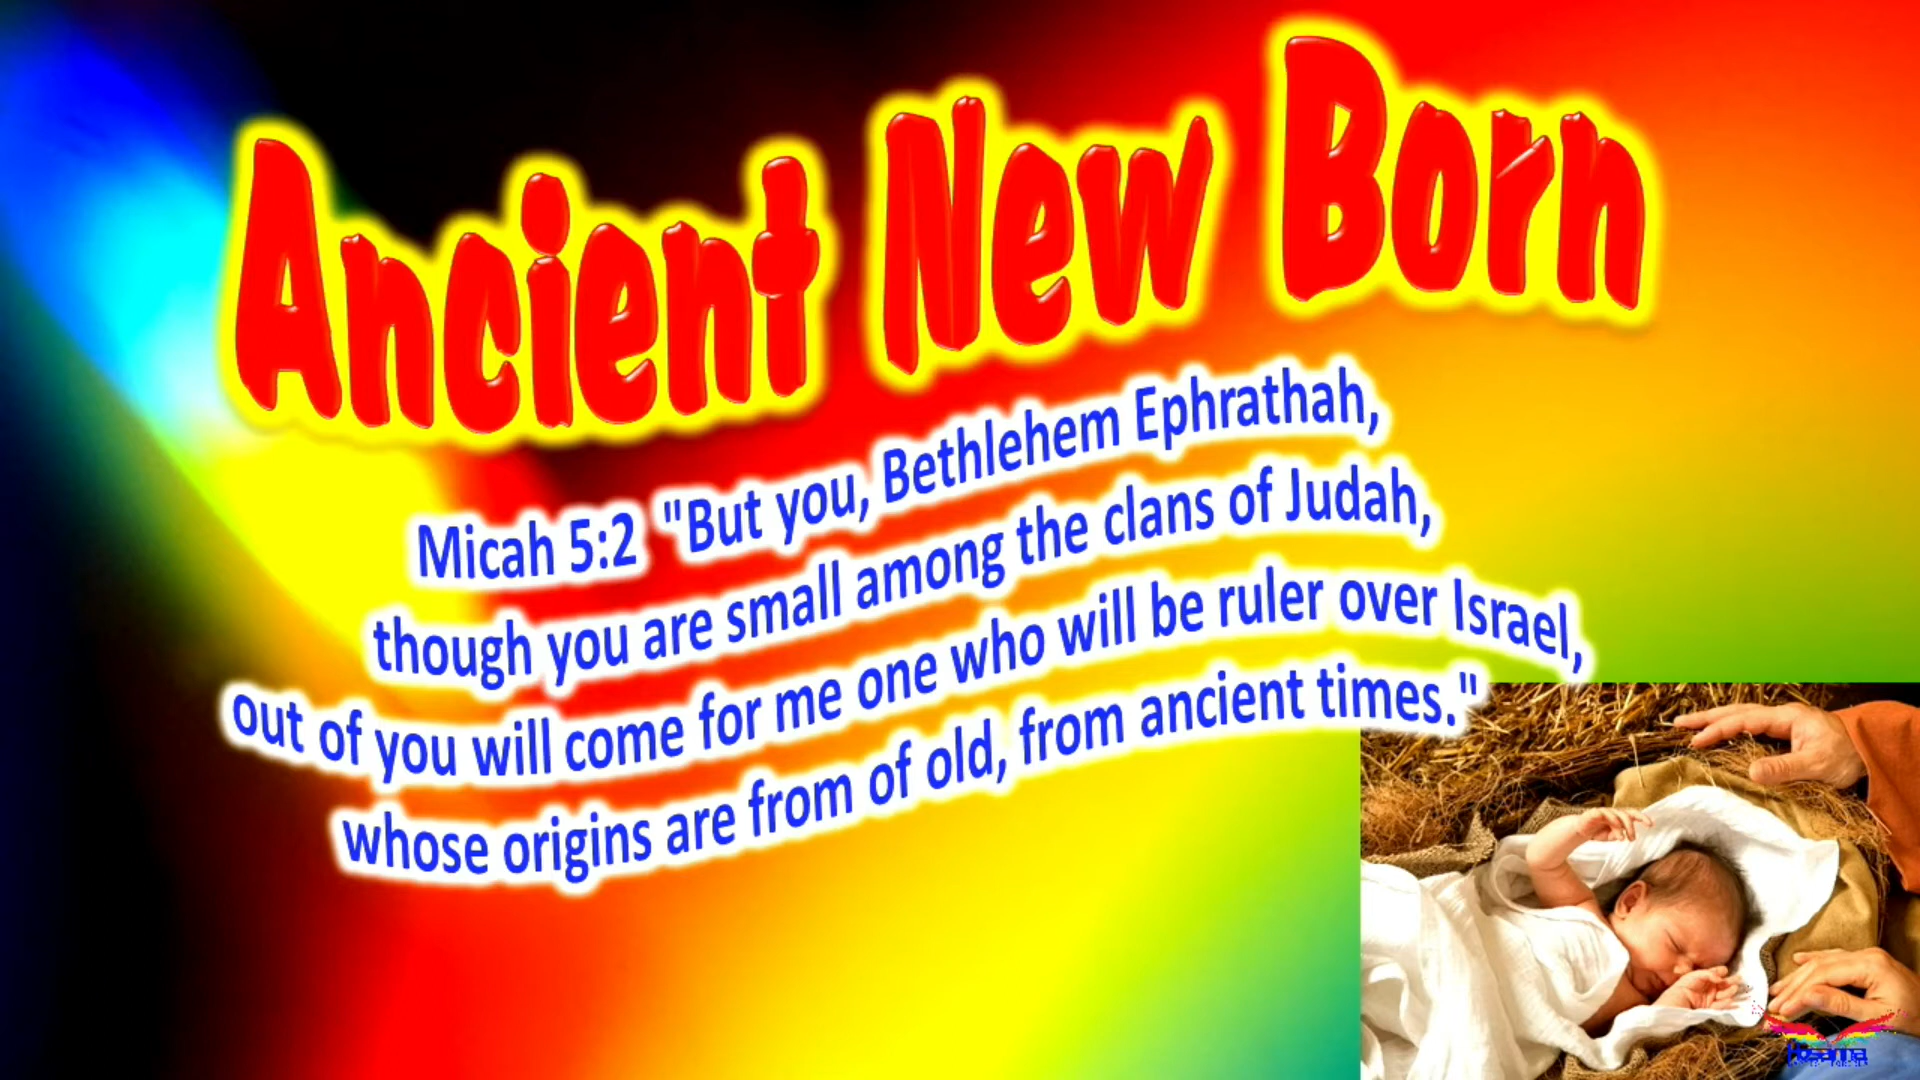 Ancient New Born
Micah 5:2 "But you, Bethlehem Ephrathah,
though you are small among the clans of Judah,
out of you will come for me one who will be ruler over Israel,
whose origins are from of old, from ancient times."